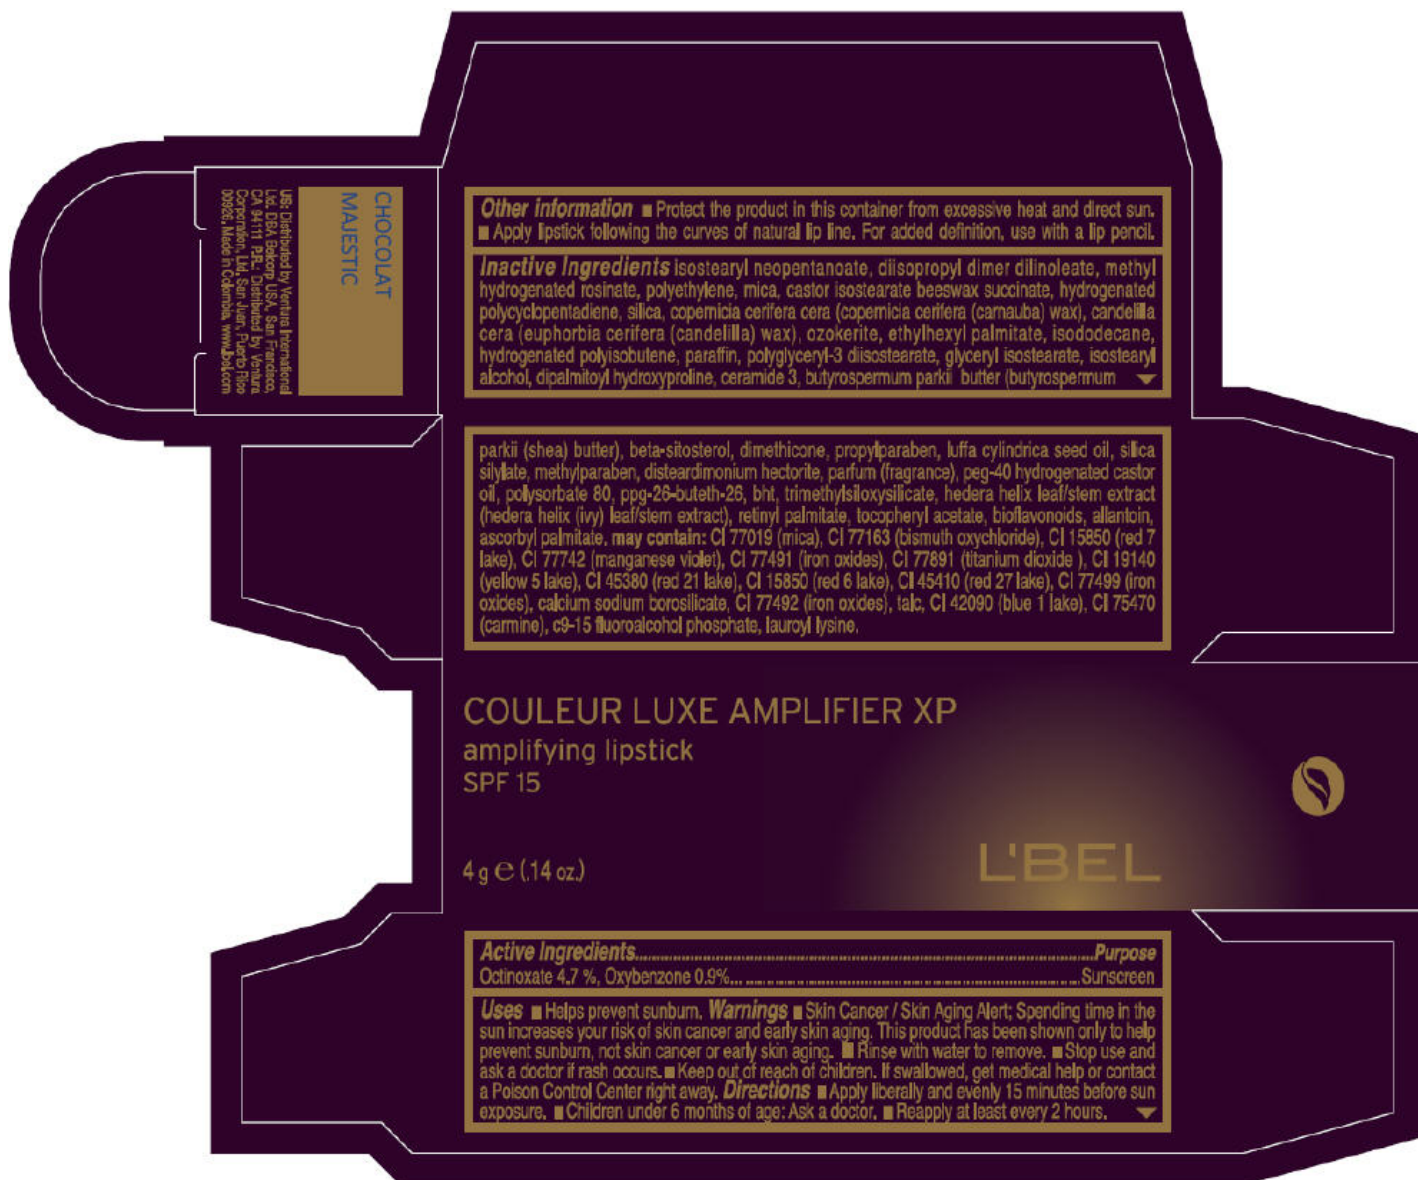 CHOCOLAT
MAJESTIC
US: Distributed by Ventura International
Ltd. DBA Belcorp USA, San Francisco,
CA 94111 P.R.: Distributed by Ventura
Corporation, Ltd. San Juan, Puerto Rico
00926. Made in Colombia. www.lbel.com
Other information ■ Protect the product in this container from excessive heat and direct sun.
■ Apply lipstick following the curves of natural lip line. For added definition, use with a lip pencil.
Inactive Ingredients isostearyl neopentanoate, diisopropyl dimer dilinoleate, methyl
hydrogenated rosinate, polyethylene, mica, castor isostearate beeswax succinate, hydrogenated
polycyclopentadiene, silica, copernicia cerifera cera (copernicia cerifera (carnauba) wax), candelilla
cera (euphorbia cerifera (candelilla) wax), ozokerite, ethylhexyl palmitate, isododecane,
hydrogenated polyisobutene, paraffin, polyglyceryl-3 diisostearate, glyceryl isostearate, isostearyl
alcohol, dipalmitoyl hydroxyproline, ceramide 3, butyrospermum parkii butter (butyrospermum
parkii (shea) butter), beta-sitosterol, dimethicone, propylparaben, luffa cylindrica seed oil, silica
silylate, methylparaben, disteardimonium hectorite, parfum (fragrance), peg-40 hydrogenated castor
oil, polysorbate 80, ppg-26-buteth-26, bht, trimethylsiloxysilicate, hedera helix leaf/stem extract
(hedera helix (ivy) leaf/stem extract), retinyl palmitate, tocopheryl acetate, bioflavonoids, allantoin,
ascorbyl palmitate. may contain: CI 77019 (mica), CI 77163 (bismuth oxychloride), CI 15850 (red 7
lake), CI 77742 (manganese violet), CI 77491 (iron oxides), CI 77891 (titanium dioxide ), CI 19140
(yellow 5 lake), CI 45380 (red 21 lake), CI 15850 (red 6 lake), CI 45410 (red 27 lake), CI 77499 (iron
oxides), calcium sodium borosilicate, CI 77492 (iron oxides), talc, CI 42090 (blue 1 lake), CI 75470
(carmine), c9-15 fluoroalcohol phosphate, lauroyl lysine.
COULEUR LUXE AMPLIFIER XP
amplifying lipstick
SPF 15
4 g ℮ (.14 oz.)
L'BEL
Active Ingredients......Purpose
Octinoxate 4.7 %, Oxybenzone 0.9%......Sunscreen
Uses ■ Helps prevent sunburn. Warnings ■ Skin Cancer / Skin Aging Alert; Spending time in the
sun increases your risk of skin cancer and early skin aging. This product has been shown only to help
prevent sunburn, not skin cancer or early skin aging. ■ Rinse with water to remove. ■ Stop use and
ask a doctor if rash occurs. ■ Keep out of reach of children. If swallowed, get medical help or contact
a Poison Control Center right away. Directions ■ Apply liberally and evenly 15 minutes before sun
exposure. ■ Children under 6 months of age: Ask a doctor. ■ Reapply at least every 2 hours.